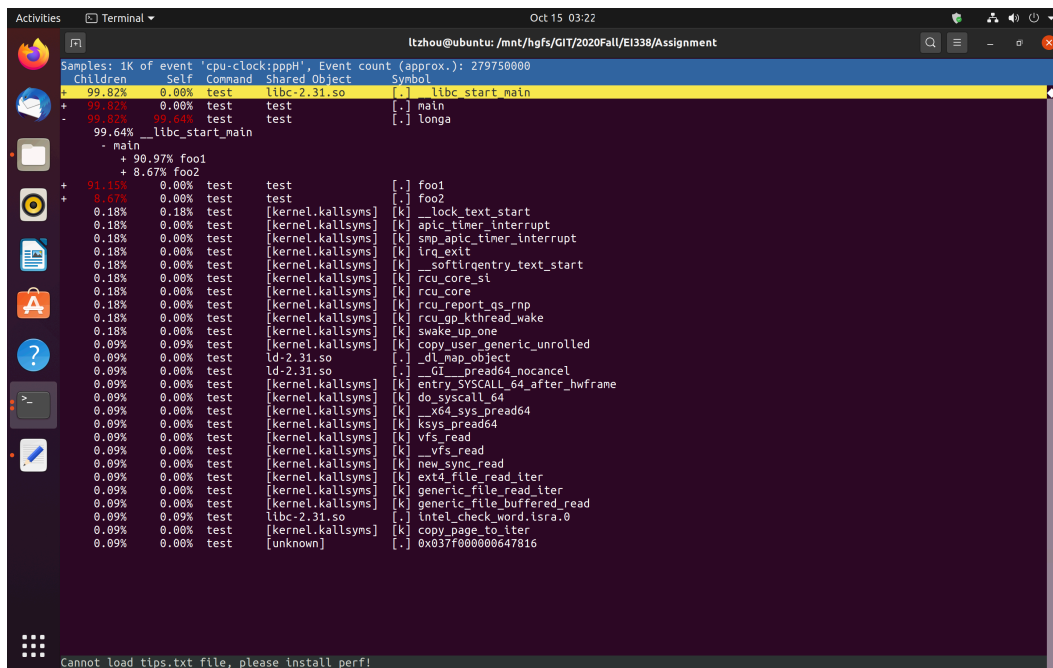 Activities Terminal Oct 15 03:22
ltzhou@ubuntu: /mnt/hgfs/GIT/2020Fall/EI338/Assignment
Samples: 1K of event 'cpu-clock:pppH', Event count (approx.): 279750000
Children Self Command Shared Object Symbol
+ 99.82% 0.00% test libc-2.31.so [.] __libc_start_main
+ 99.82% 0.00% test test [.] main
- 99.82% 99.64% test test [.] longa
99.64% __libc_start_main
- main
+ 90.97% foo1
+ 8.67% foo2
+ 91.15% 0.00% test test [.] foo1
+ 8.67% 0.00% test test [.] foo2
0.18% 0.18% test [kernel.kallsyms] [k] __lock_text_start
0.18% 0.00% test [kernel.kallsyms] [k] apic_timer_interrupt
0.18% 0.00% test [kernel.kallsyms] [k] smp_apic_timer_interrupt
0.18% 0.00% test [kernel.kallsyms] [k] irq_exit
0.18% 0.00% test [kernel.kallsyms] [k] __softirqentry_text_start
0.18% 0.00% test [kernel.kallsyms] [k] rcu_core_si
0.18% 0.00% test [kernel.kallsyms] [k] rcu_core
0.18% 0.00% test [kernel.kallsyms] [k] rcu_report_qs_rnp
0.18% 0.00% test [kernel.kallsyms] [k] rcu_gp_kthread_wake
0.18% 0.00% test [kernel.kallsyms] [k] swake_up_one
0.09% 0.00% test [kernel.kallsyms] [k] copy_user_generic_unrolled
0.09% 0.00% test ld-2.31.so [.] _dl_map_object
0.09% 0.00% test ld-2.31.so [.] __GI___pread64_nocancel
0.09% 0.00% test [kernel.kallsyms] [k] entry_SYSCALL_64_after_hwframe
0.09% 0.00% test [kernel.kallsyms] [k] do_syscall_64
0.09% 0.00% test [kernel.kallsyms] [k] __x64_sys_pread64
0.09% 0.00% test [kernel.kallsyms] [k] ksys_pread64
0.09% 0.00% test [kernel.kallsyms] [k] vfs_read
0.09% 0.00% test [kernel.kallsyms] [k] __vfs_read
0.09% 0.00% test [kernel.kallsyms] [k] new_sync_read
0.09% 0.00% test [kernel.kallsyms] [k] ext4_file_read_iter
0.09% 0.00% test [kernel.kallsyms] [k] generic_file_read_iter
0.09% 0.00% test [kernel.kallsyms] [k] generic_file_buffered_read
0.09% 0.09% test libc-2.31.so [.] intel_check_word.isra.0
0.09% 0.00% test [kernel.kallsyms] [k] copy_page_to_iter
0.09% 0.00% test [unknown] [.] 0x037f000000647816
Cannot load tips.txt file, please install perf!